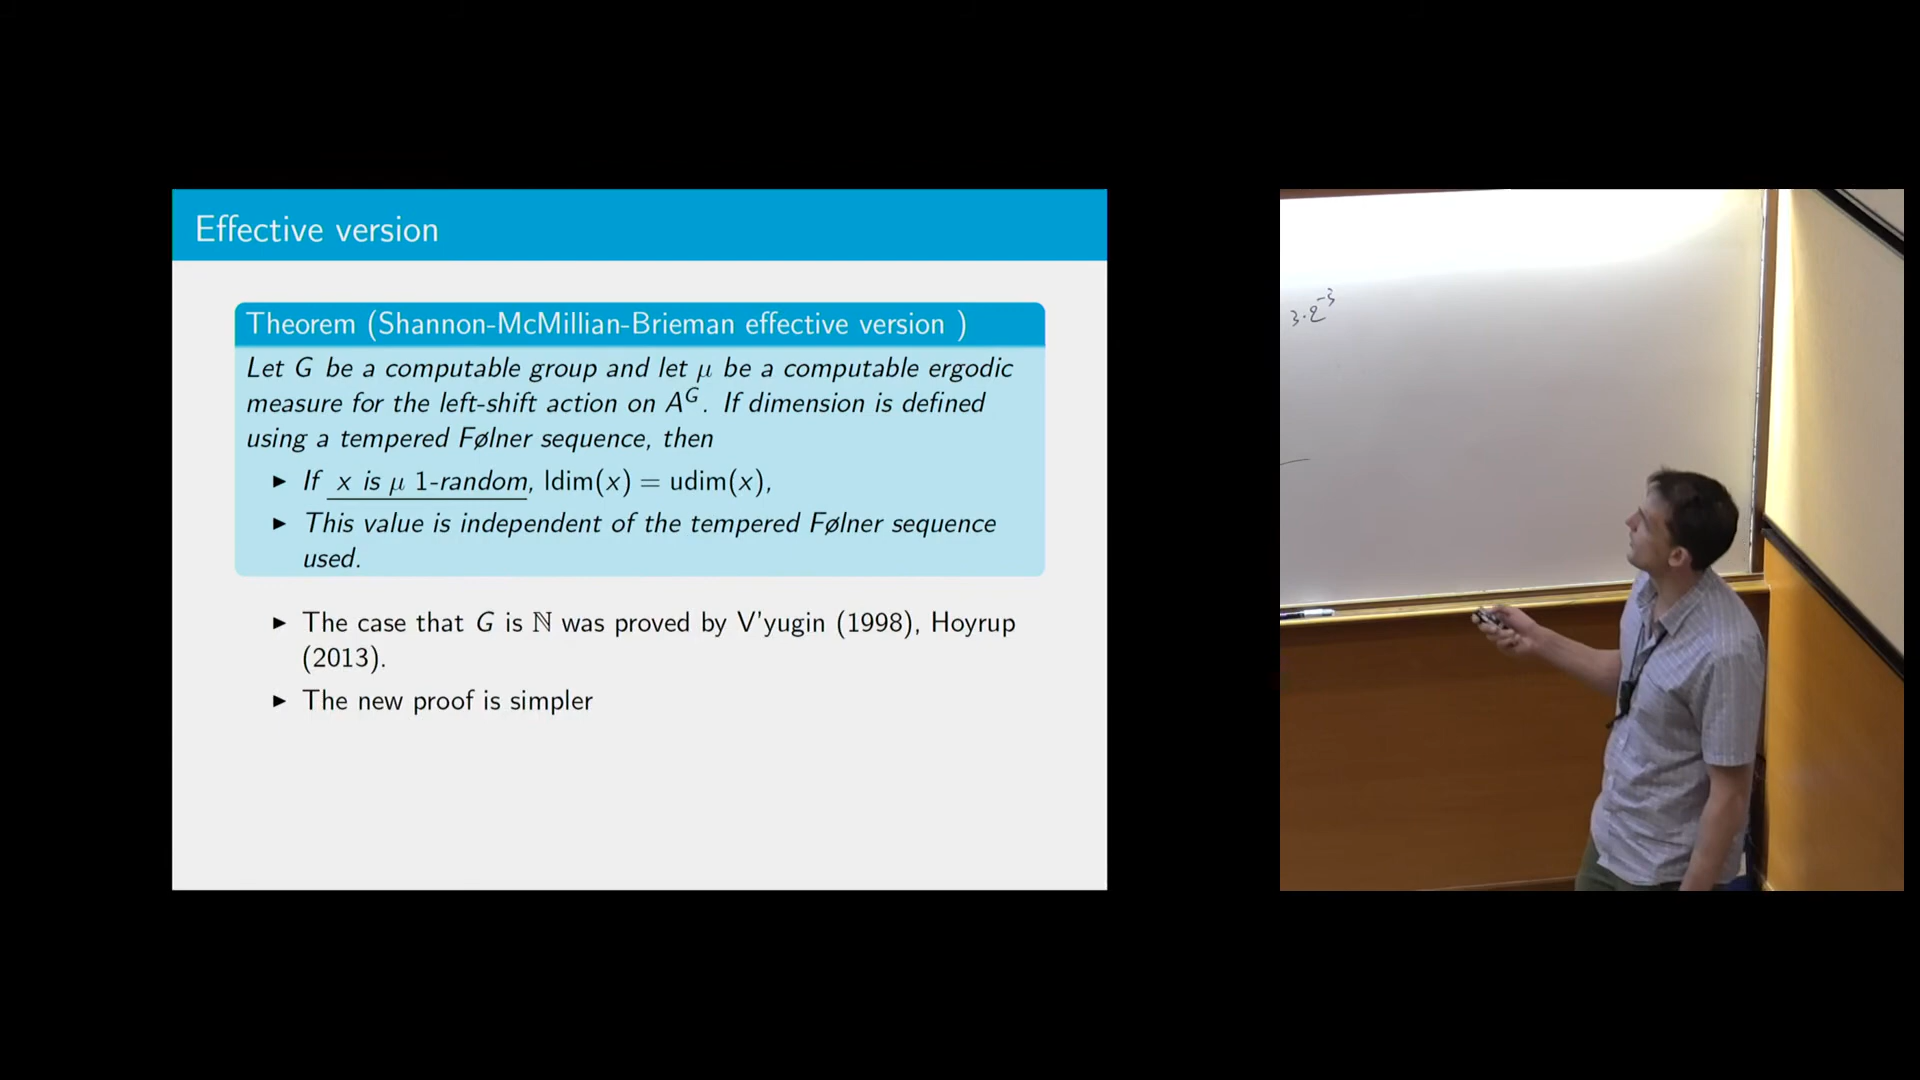 Effective version
Theorem (Shannon-McMillian-Brieman effective version )
Let G be a computable group and let μ be a computable ergodic
measure for the left-shift action on A^G. If dimension is defined
using a tempered Følner sequence, then
▶ If x is μ 1-random, ldim(x) = udim(x),
▶ This value is independent of the tempered Følner sequence
used.
▶ The case that G is ℕ was proved by V'yugin (1998), Hoyrup
(2013).
▶ The new proof is simpler
3·2^-3